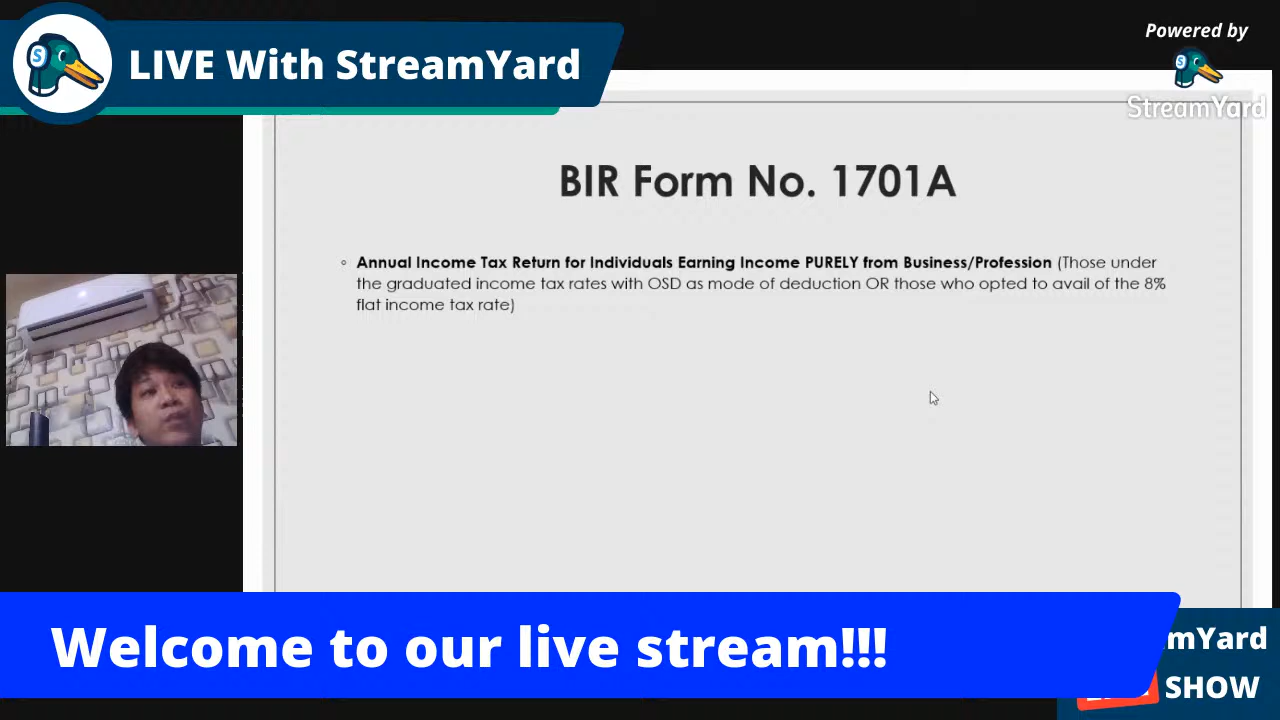 LIVE With StreamYard
Powered by
StreamYard
BIR Form No. 1701A
◦ Annual Income Tax Return for Individuals Earning Income PURELY from Business/Profession (Those under
the graduated income tax rates with OSD as mode of deduction OR those who opted to avail of the 8%
flat income tax rate)
Welcome to our live stream!!!
amYard
SHOW